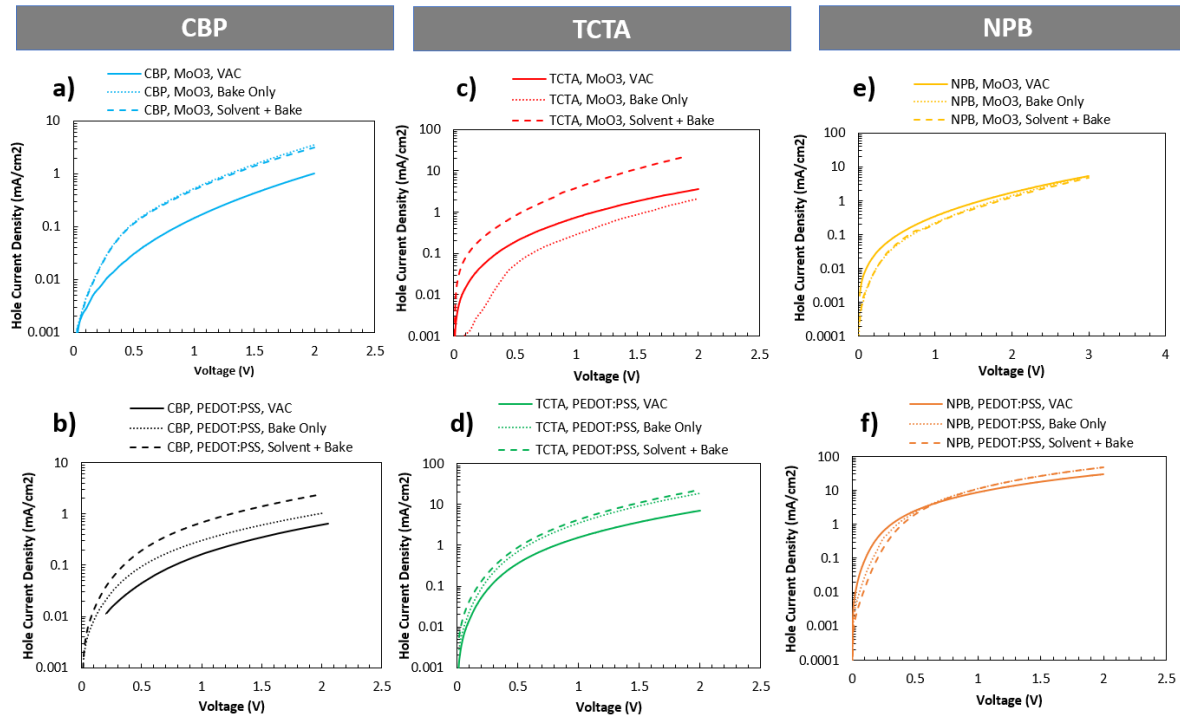 CBP
TCTA
NPB
a)
CBP, MoO3, VAC
CBP, MoO3, Bake Only
CBP, MoO3, Solvent + Bake
Hole Current Density (mA/cm2)
10
1
0.1
0.01
0.001
0 0.5 1 1.5 2 2.5
Voltage (V)
c)
TCTA, MoO3, VAC
TCTA, MoO3, Bake Only
TCTA, MoO3, Solvent + Bake
Hole Current Density (mA/cm2)
100
10
1
0.1
0.01
0.001
0 0.5 1 1.5 2 2.5
Voltage (V)
e)
NPB, MoO3, VAC
NPB, MoO3, Bake Only
NPB, MoO3, Solvent + Bake
Hole Current Density (mA/cm2)
100
10
1
0.1
0.01
0.001
0.0001
0 1 2 3 4
Voltage (V)
b)
CBP, PEDOT:PSS, VAC
CBP, PEDOT:PSS, Bake Only
CBP, PEDOT:PSS, Solvent + Bake
Hole Current Density (mA/cm2)
10
1
0.1
0.01
0.001
0 0.5 1 1.5 2 2.5
Voltage (V)
d)
TCTA, PEDOT:PSS, VAC
TCTA, PEDOT:PSS, Bake Only
TCTA, PEDOT:PSS, Solvent + Bake
Hole Current Density (mA/cm2)
100
10
1
0.1
0.01
0.001
0 0.5 1 1.5 2 2.5
Voltage (V)
f)
NPB, PEDOT:PSS, VAC
NPB, PEDOT:PSS, Bake Only
NPB, PEDOT:PSS, Solvent + Bake
Hole Current Density (mA/cm2)
100
10
1
0.1
0.01
0.001
0.0001
0 0.5 1 1.5 2 2.5
Voltage (V)